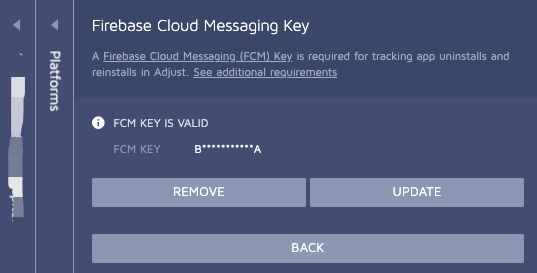 Firebase Cloud Messaging Key
Platforms
A Firebase Cloud Messaging (FCM) Key is required for tracking app uninstalls and
reinstalls in Adjust. See additional requirements
FCM KEY IS VALID
FCM KEY B***********A
REMOVE UPDATE
BACK